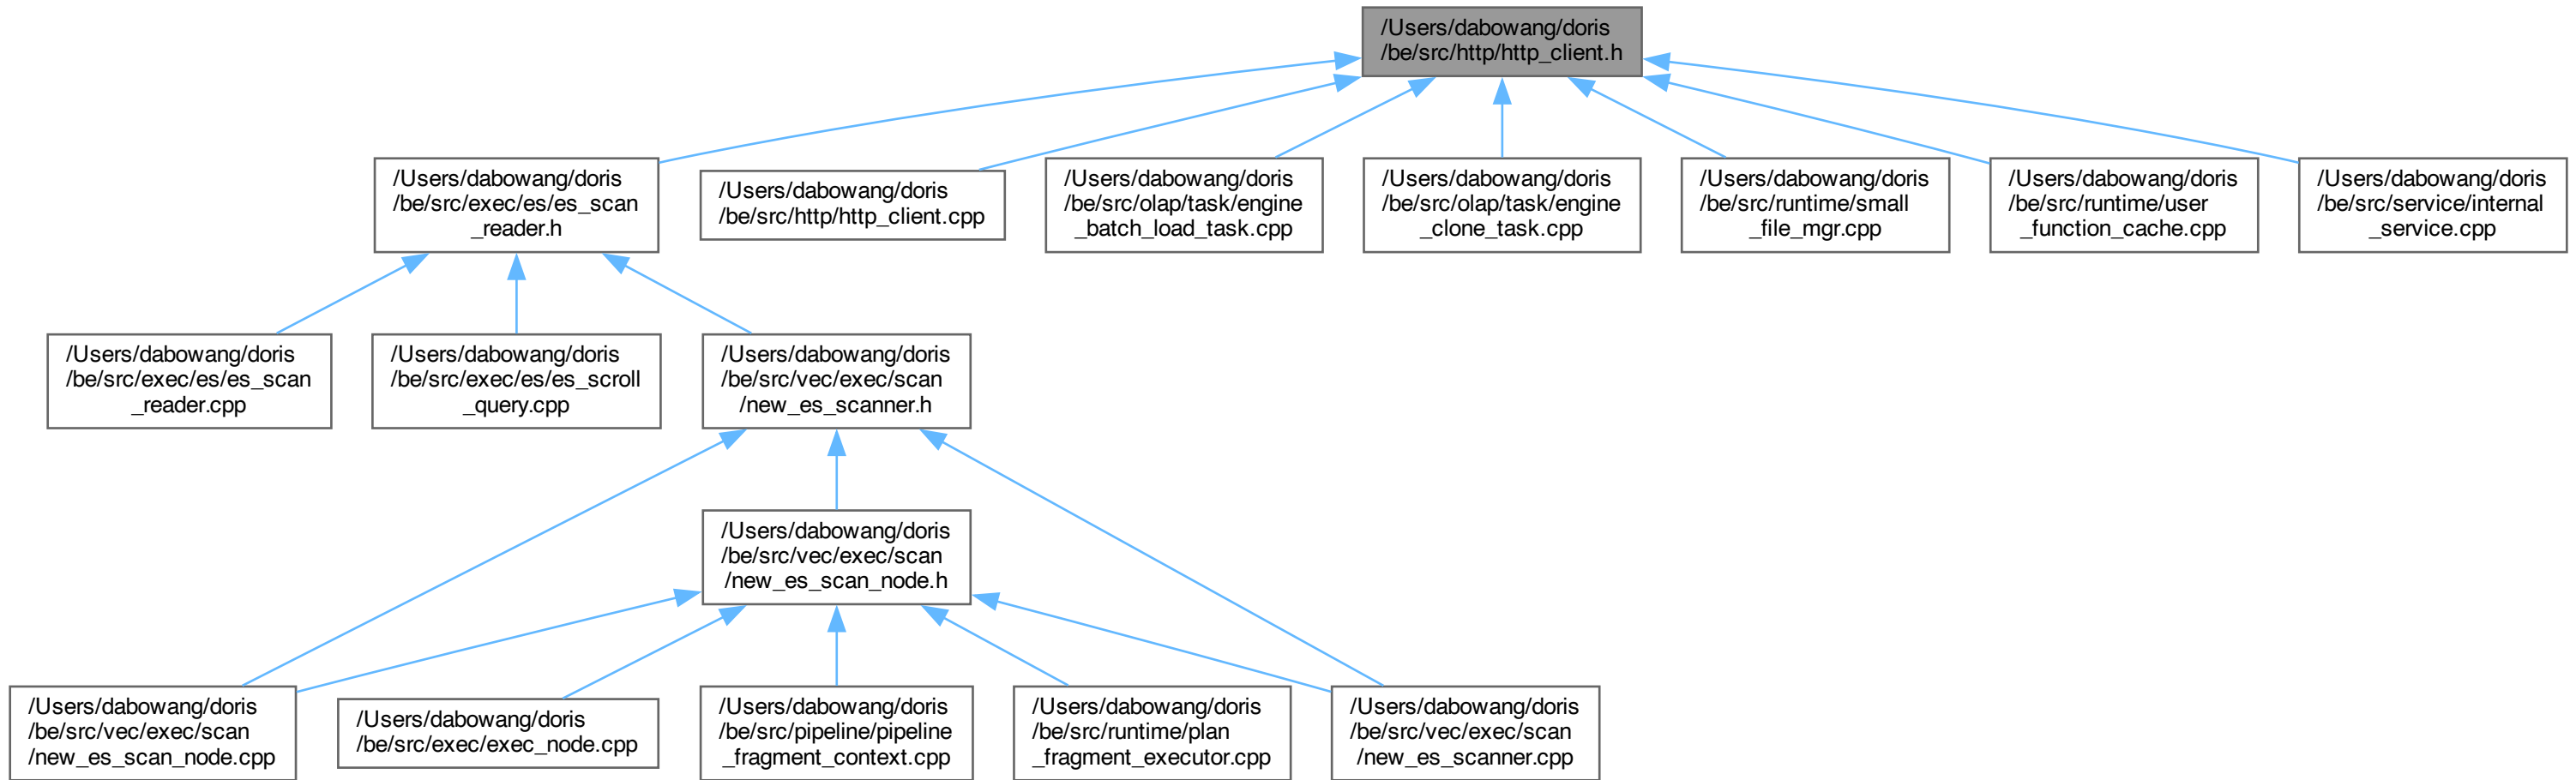 /Users/dabowang/doris
/be/src/http/http_client.h
/Users/dabowang/doris
/be/src/exec/es/es_scan
_reader.h
/Users/dabowang/doris
/be/src/http/http_client.cpp
/Users/dabowang/doris
/be/src/olap/task/engine
_batch_load_task.cpp
/Users/dabowang/doris
/be/src/olap/task/engine
_clone_task.cpp
/Users/dabowang/doris
/be/src/runtime/small
_file_mgr.cpp
/Users/dabowang/doris
/be/src/runtime/user
_function_cache.cpp
/Users/dabowang/doris
/be/src/service/internal
_service.cpp
/Users/dabowang/doris
/be/src/exec/es/es_scan
_reader.cpp
/Users/dabowang/doris
/be/src/exec/es/es_scroll
_query.cpp
/Users/dabowang/doris
/be/src/vec/exec/scan
/new_es_scanner.h
/Users/dabowang/doris
/be/src/vec/exec/scan
/new_es_scan_node.h
/Users/dabowang/doris
/be/src/vec/exec/scan
/new_es_scan_node.cpp
/Users/dabowang/doris
/be/src/exec/exec_node.cpp
/Users/dabowang/doris
/be/src/pipeline/pipeline
_fragment_context.cpp
/Users/dabowang/doris
/be/src/runtime/plan
_fragment_executor.cpp
/Users/dabowang/doris
/be/src/vec/exec/scan
/new_es_scanner.cpp